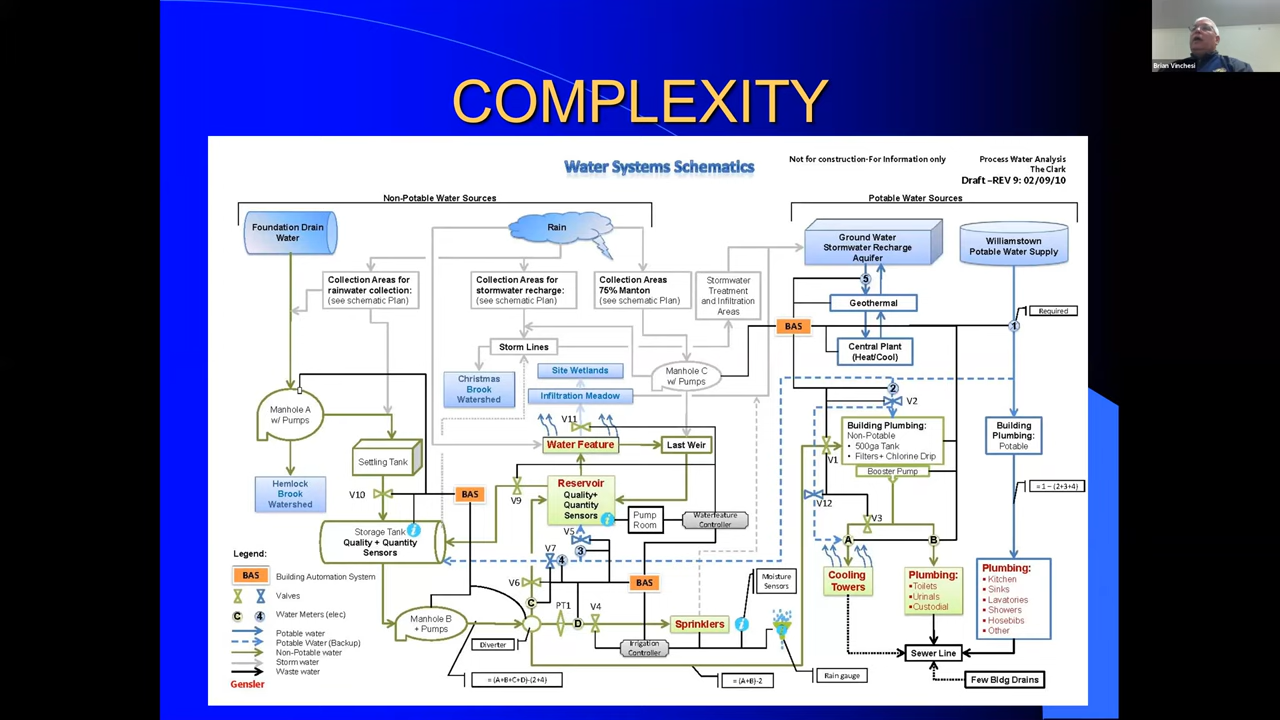 COMPLEXITY
Brian Vinchesi
Water Systems Schematics
Not for construction-For Information only
Process Water Analysis
The Clark
Draft –REV 9: 02/09/10
Non-Potable Water Sources
Potable Water Sources
Foundation Drain
Water
Rain
Ground Water
Stormwater Recharge
Aquifer
Williamstown
Potable Water Supply
Collection Areas for
rainwater collection:
(see schematic Plan)
Collection Areas for
stormwater recharge:
(see schematic Plan)
Collection Areas
75% Manton
(see schematic Plan)
Stormwater
Treatment
and Infiltration
Areas
5
Geothermal
Required
BAS
1
Storm Lines
Central Plant
(Heat/Cool)
Manhole C
w/ Pumps
Site Wetlands
Christmas
Brook
Watershed
Infiltration Meadow
2
V2
Manhole A
w/ Pumps
V11
Building Plumbing:
Non-Potable
• 500ga Tank
• Filters+ Chlorine Drip
Building
Plumbing:
Potable
Water Feature
Last Weir
V1
Settling Tank
Booster Pump
Hemlock
Brook
Watershed
V10
BAS
V9
Reservoir
Quality+
Quantity
Sensors
i
Pump
Room
Waterfeature
Controller
V12
V3
= 1 – (2+3+4)
Storage Tank
i
Quality + Quantity
Sensors
V5
3
V7
4
A
B
Legend:
BAS
Building Automation System
Valves
C
4
Water Meters (elec)
Potable water
Potable Water (Backup)
Non-Potable water
Storm water
Waste water
Gensler
V6
BAS
Moisture
Sensors
Cooling
Towers
Plumbing:
▪Toilets
▪Urinals
▪Custodial
Plumbing:
▪ Kitchen
▪ Sinks
▪ Lavatories
▪ Showers
▪ Hosebibs
▪ Other
C
PT1
V4
D
Manhole B
+ Pumps
Sprinklers
i
Diverter
Irrigation
Controller
Sewer Line
Rain gauge
= (A+B+C+D)-(2+4)
= (A+B)-2
Few Bldg Drains